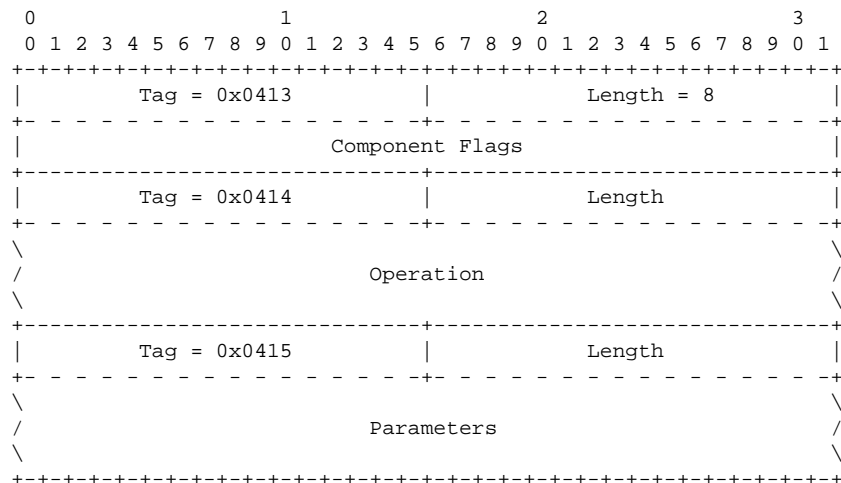 0                   1                   2                   3
 0 1 2 3 4 5 6 7 8 9 0 1 2 3 4 5 6 7 8 9 0 1 2 3 4 5 6 7 8 9 0 1
+-+-+-+-+-+-+-+-+-+-+-+-+-+-+-+-+-+-+-+-+-+-+-+-+-+-+-+-+-+-+-+-+
|         Tag = 0x0413          |            Length = 8         |
+- - - - - - - - - - - - - - - -+- - - - - - - - - - - - - - - -+
|                        Component Flags                        |
+-------------------------------+-------------------------------+
|         Tag = 0x0414          |            Length             |
+- - - - - - - - - - - - - - - -+- - - - - - - - - - - - - - - -+
\                                                               \
/                           Operation                           /
\                                                               \
+-------------------------------+-------------------------------+
|         Tag = 0x0415          |            Length             |
+- - - - - - - - - - - - - - - -+- - - - - - - - - - - - - - - -+
\                                                               \
/                           Parameters                          /
\                                                               \
+-+-+-+-+-+-+-+-+-+-+-+-+-+-+-+-+-+-+-+-+-+-+-+-+-+-+-+-+-+-+-+-+